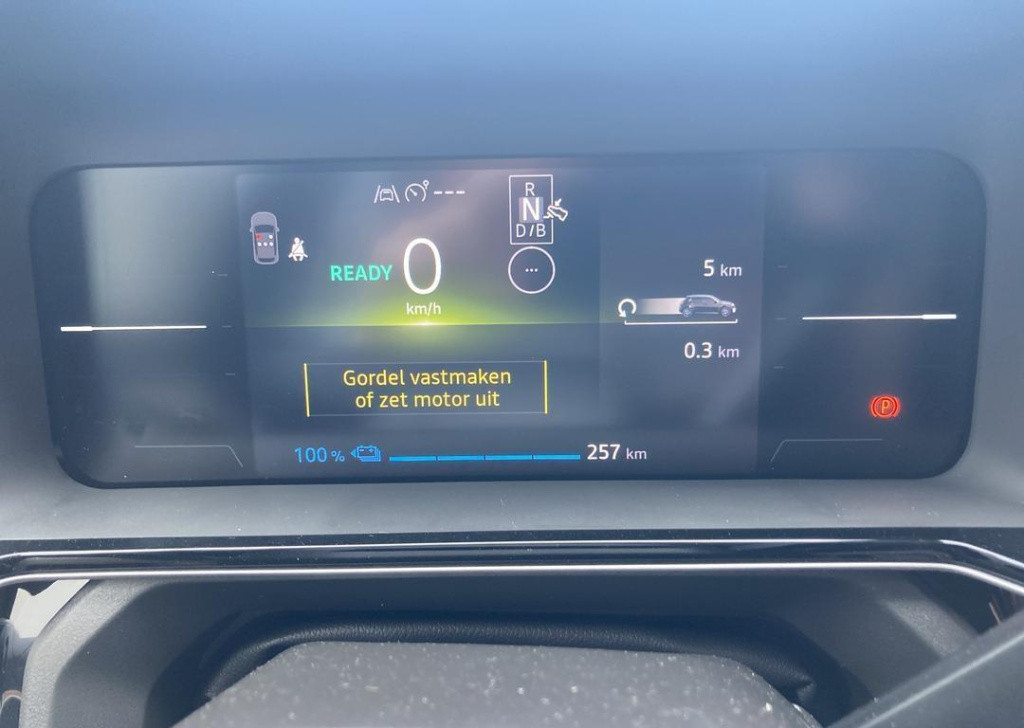 ---
R
N
D/B
READY
0
km/h
...
5 km
0.3 km
Gordel vastmaken
of zet motor uit
100 %
257 km
P